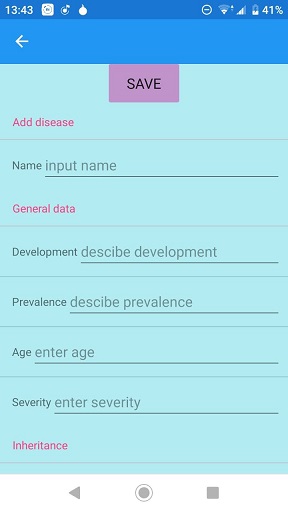 13:43
41%
SAVE
Add disease
Name input name
General data
Development descibe development
Prevalence descibe prevalence
Age enter age
Severity enter severity
Inheritance